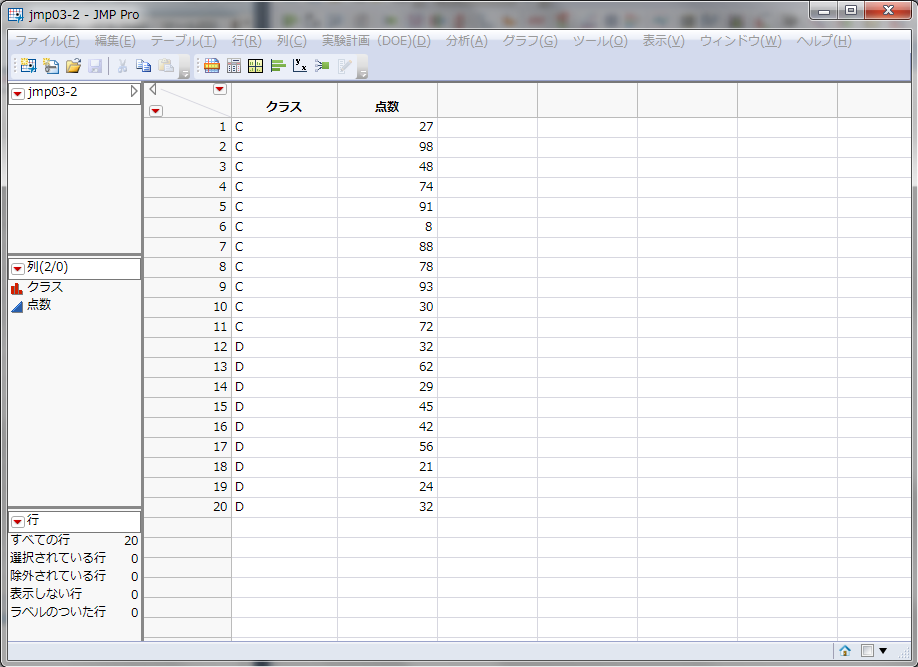 jmp03-2 - JMP Pro
ファイル(F) 編集(E) テーブル(T) 行(R) 列(C) 実験計画 (DOE)(D) 分析(A) グラフ(G) ツール(O) 表示(V) ウィンドウ(W) ヘルプ(H)
jmp03-2
列(2/0)
クラス
点数
行
すべての行 20
選択されている行 0
除外されている行 0
表示しない行 0
ラベルのついた行 0
クラス 点数
1 C 27
2 C 98
3 C 48
4 C 74
5 C 91
6 C 8
7 C 88
8 C 78
9 C 93
10 C 30
11 C 72
12 D 32
13 D 62
14 D 29
15 D 45
16 D 42
17 D 56
18 D 21
19 D 24
20 D 32